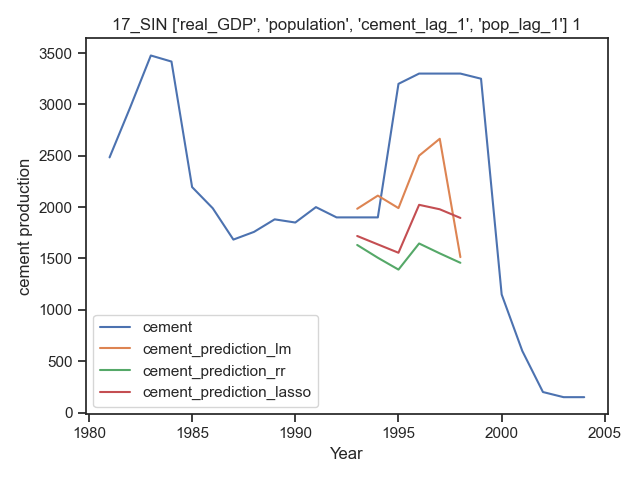 17_SIN ['real_GDP', 'population', 'cement_lag_1', 'pop_lag_1'] 1
cement production
3500
3000
2500
2000
1500
1000
500
0
cement
cement_prediction_lm
cement_prediction_rr
cement_prediction_lasso
1980 1985 1990 1995 2000 2005
Year